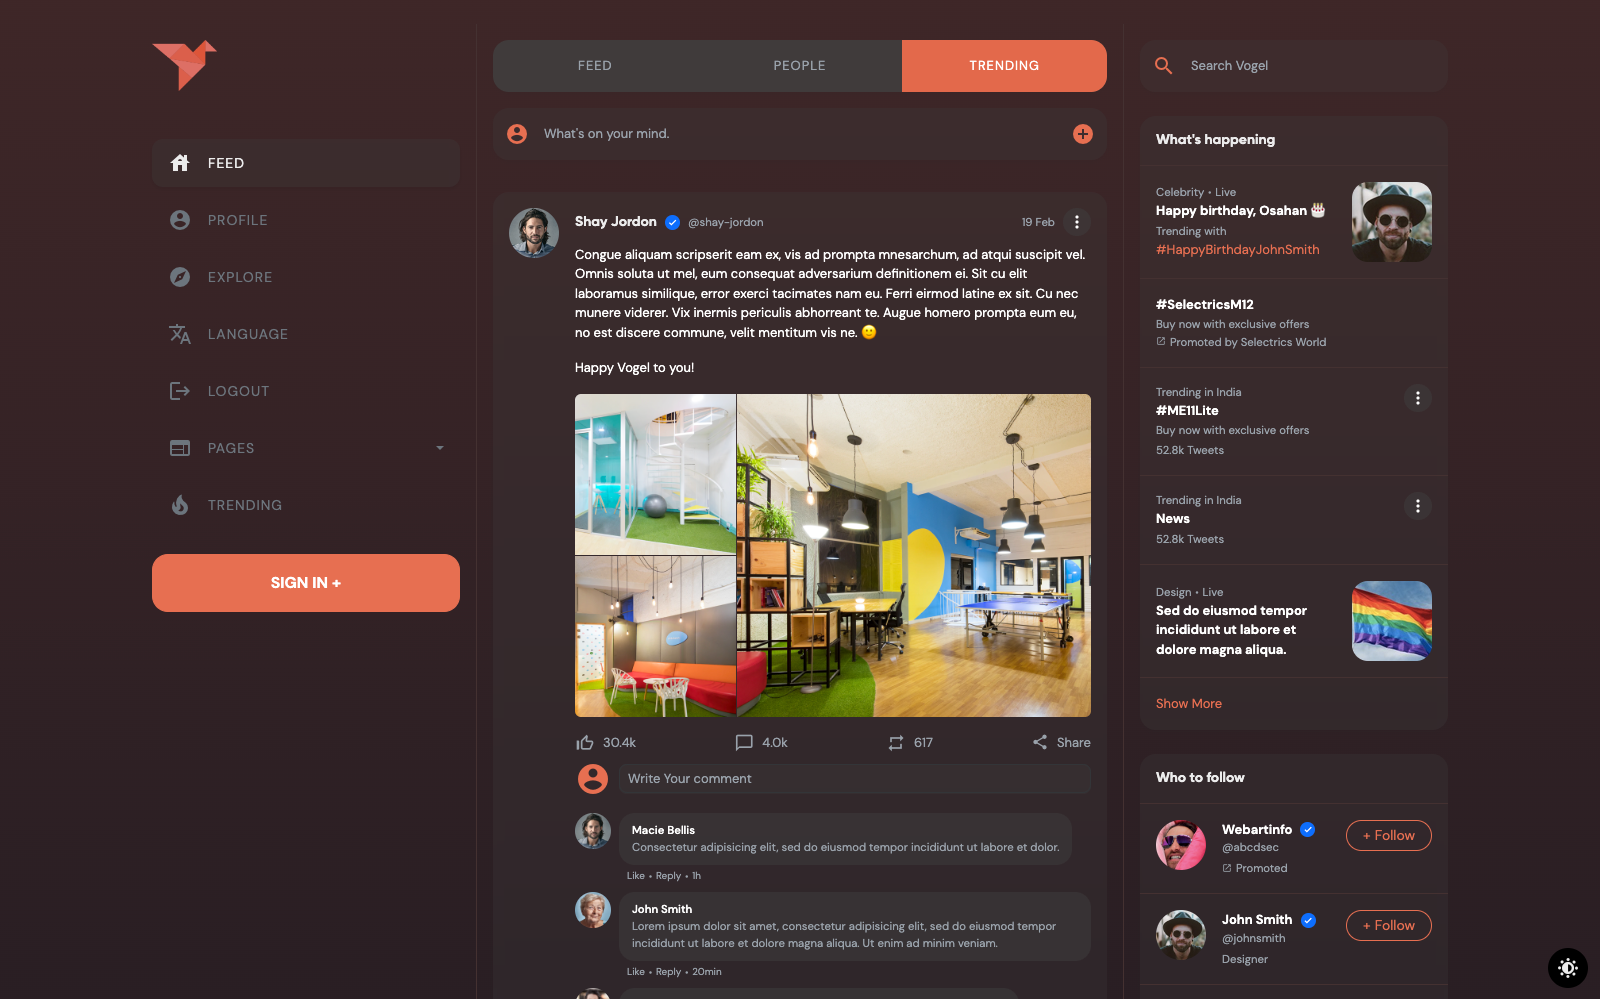 FEED
PROFILE
EXPLORE
LANGUAGE
LOGOUT
PAGES
TRENDING
SIGN IN +
FEED
PEOPLE
TRENDING
What's on your mind.
Shay Jordon
@shay-jordon
19 Feb
Congue aliquam scripserit eam ex, vis ad prompta mnesarchum, ad atqui suscipit vel.
Omnis soluta ut mel, eum consequat adversarium definitionem ei. Sit cu elit
laboramus similique, error exerci tacimates nam eu. Ferri eirmod latine ex sit. Cu nec
munere viderer. Vix inermis periculis abhorreant te. Augue homero prompta eum eu,
no est discere commune, velit mentitum vis ne. 🙂
Happy Vogel to you!
30.4k
4.0k
617
Share
Write Your comment
Macie Bellis
Consectetur adipisicing elit, sed do eiusmod tempor incididunt ut labore et dolor.
Like • Reply • 1h
John Smith
Lorem ipsum dolor sit amet, consectetur adipisicing elit, sed do eiusmod tempor
incididunt ut labore et dolore magna aliqua. Ut enim ad minim veniam.
Like • Reply • 20min
Search Vogel
What's happening
Celebrity • Live
Happy birthday, Osahan 🎂
Trending with
#HappyBirthdayJohnSmith
#SelectricsM12
Buy now with exclusive offers
Promoted by Selectrics World
Trending in India
#ME11Lite
Buy now with exclusive offers
52.8k Tweets
Trending in India
News
52.8k Tweets
Design • Live
Sed do eiusmod tempor
incididunt ut labore et
dolore magna aliqua.
Show More
Who to follow
Webartinfo
@abcdsec
Promoted
+ Follow
John Smith
@johnsmith
Designer
+ Follow